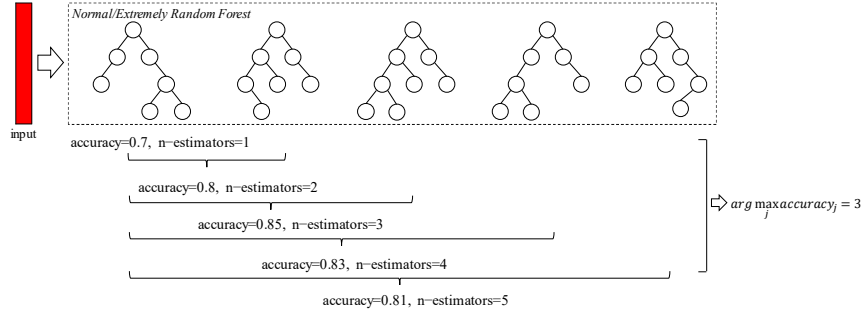 Normal/Extremely Random Forest
input
accuracy=0.7, n−estimators=1
accuracy=0.8, n−estimators=2
accuracy=0.85, n−estimators=3
accuracy=0.83, n−estimators=4
accuracy=0.81, n−estimators=5
arg max_j accuracy_j = 3